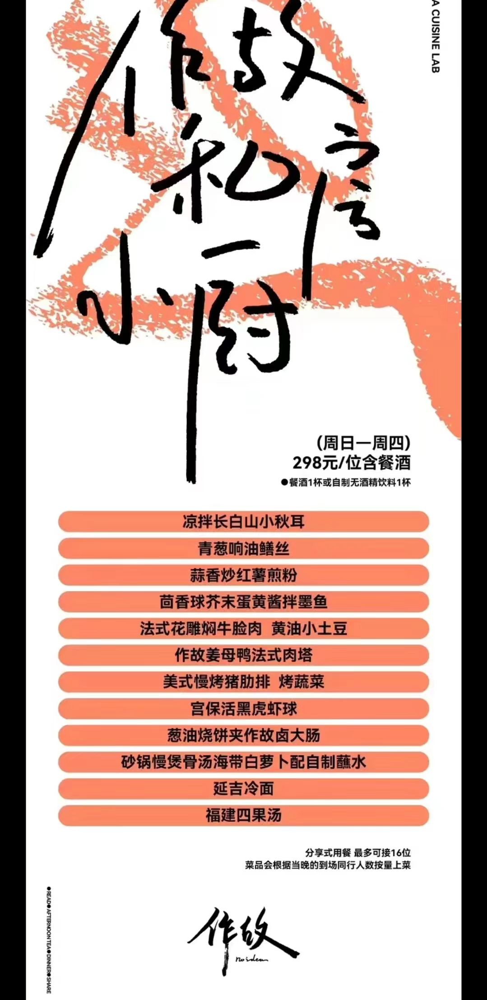 A CUISINE LAB
作故
私房
小厨
(周日一周四)
298元/位含餐酒
●餐酒1杯或自制无酒精饮料1杯
凉拌长白山小秋耳
青葱响油鳝丝
蒜香炒红薯煎粉
茴香球芥末蛋黄酱拌墨鱼
法式花雕焖牛脸肉 黄油小土豆
作故姜母鸭法式肉塔
美式慢烤猪肋排 烤蔬菜
宫保活黑虎虾球
葱油烧饼夹作故卤大肠
砂锅慢煲骨汤海带白萝卜配自制蘸水
延吉冷面
福建四果汤
分享式用餐 最多可接16位
菜品会根据当晚的到场同行人数按量上菜
●READ●AFTERNOON TEA●DINNER●SHARE
作故
noidea